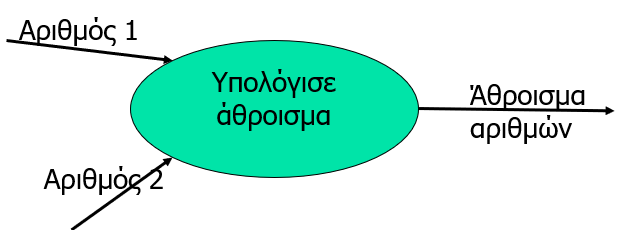 Αριθμός 1
Υπολόγισε
άθροισμα
Άθροισμα
αριθμών
Αριθμός 2